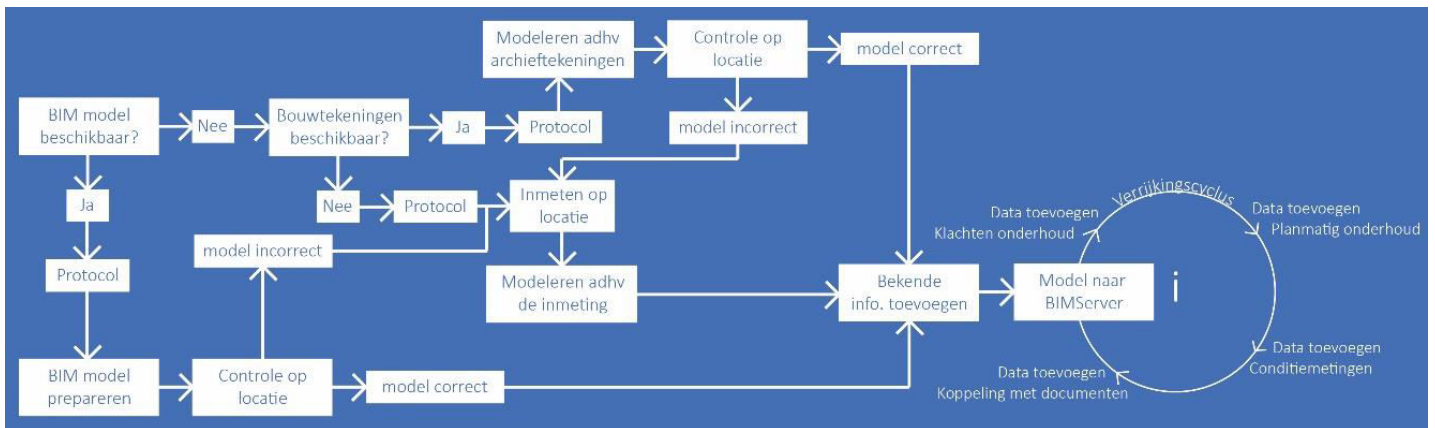 Modeleren adhv
archieftekeningen
Controle op
locatie
model correct
BIM model
beschikbaar?
Nee
Bouwtekeningen
beschikbaar?
Ja
Protocol
model incorrect
Ja
Nee
Protocol
Inmeten op
locatie
model incorrect
Protocol
Modeleren adhv
de inmeting
Bekende
info. toevoegen
Model naar
BIMServer
i
Verrijkingscyclus
Data toevoegen
Klachten onderhoud
Data toevoegen
Planmatig onderhoud
Data toevoegen
Conditiemetingen
Data toevoegen
Koppeling met documenten
BIM model
prepareren
Controle op
locatie
model correct